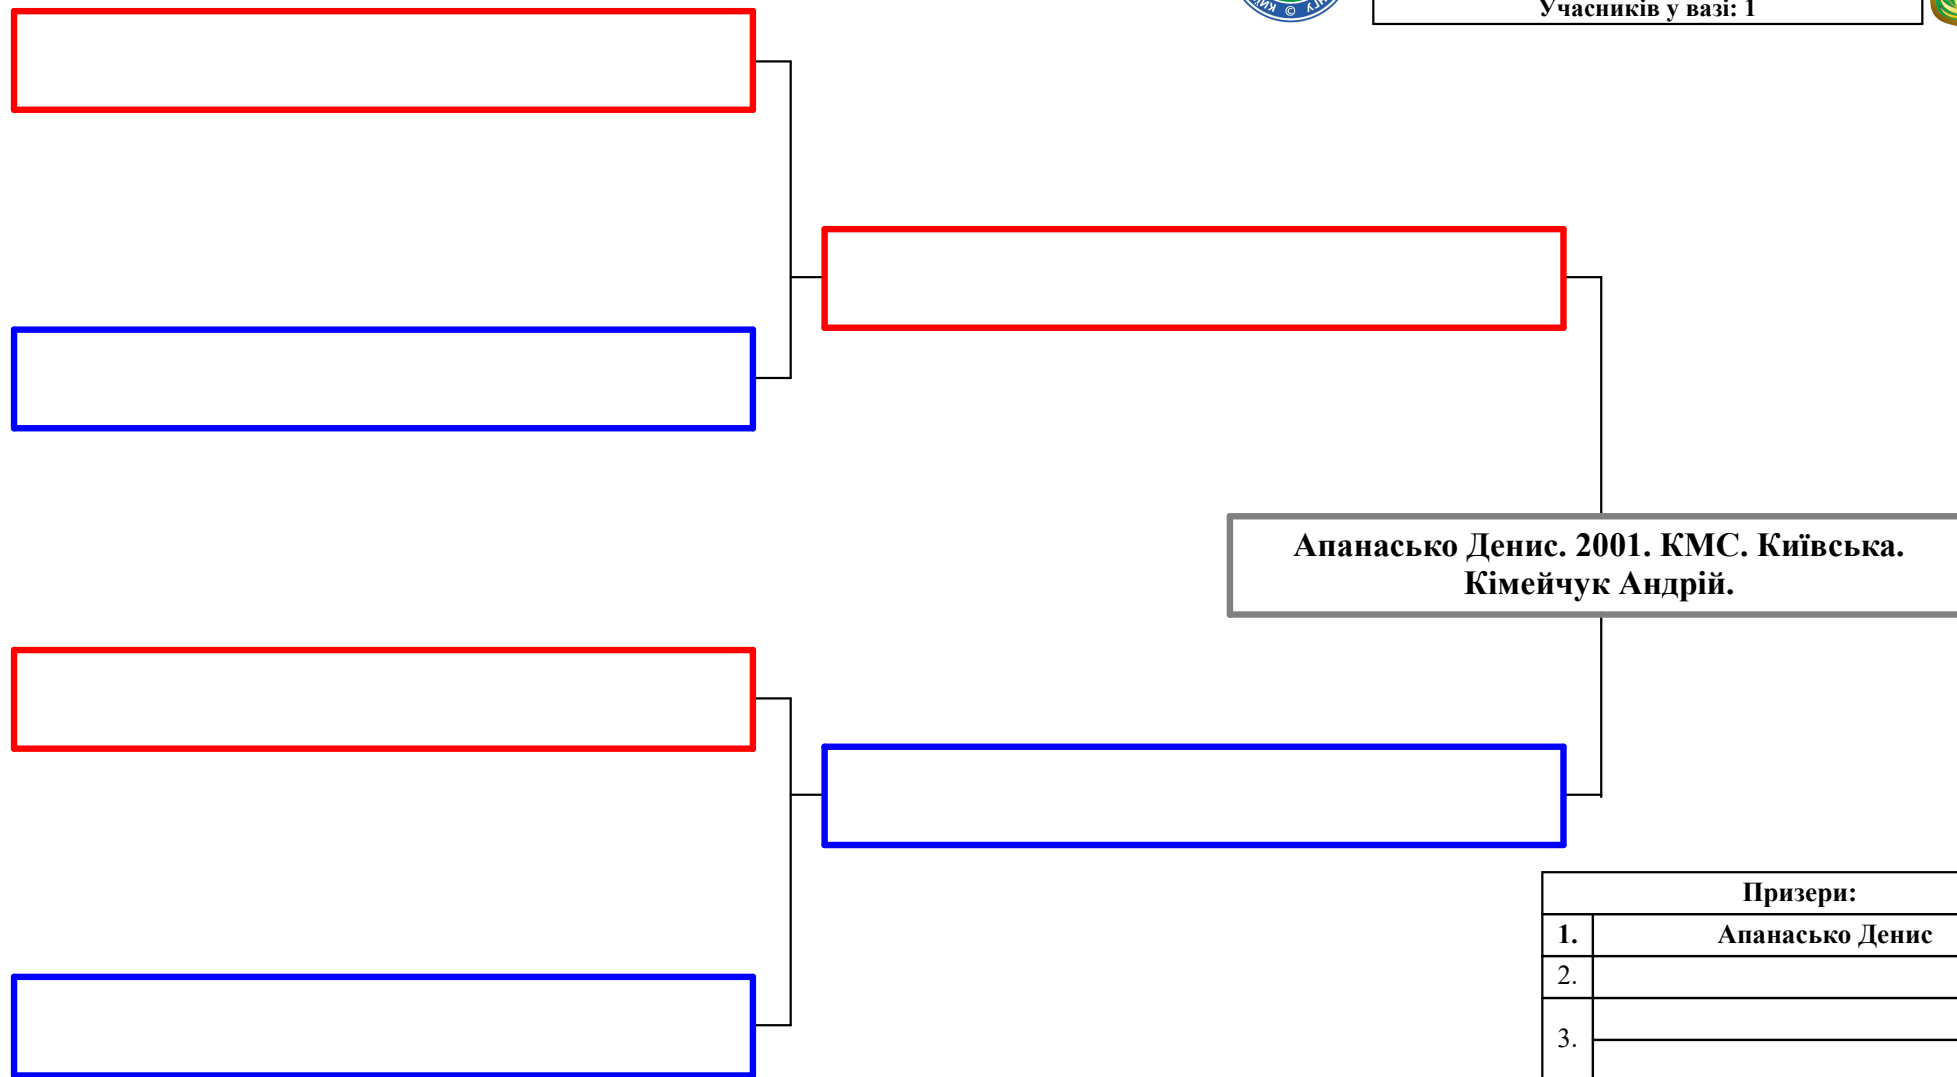 Учасників у вазі: 1
Апанасько Денис. 2001. КМС. Київська.
Кімейчук Андрій.
Призери:
1. Апанасько Денис
2.
3.